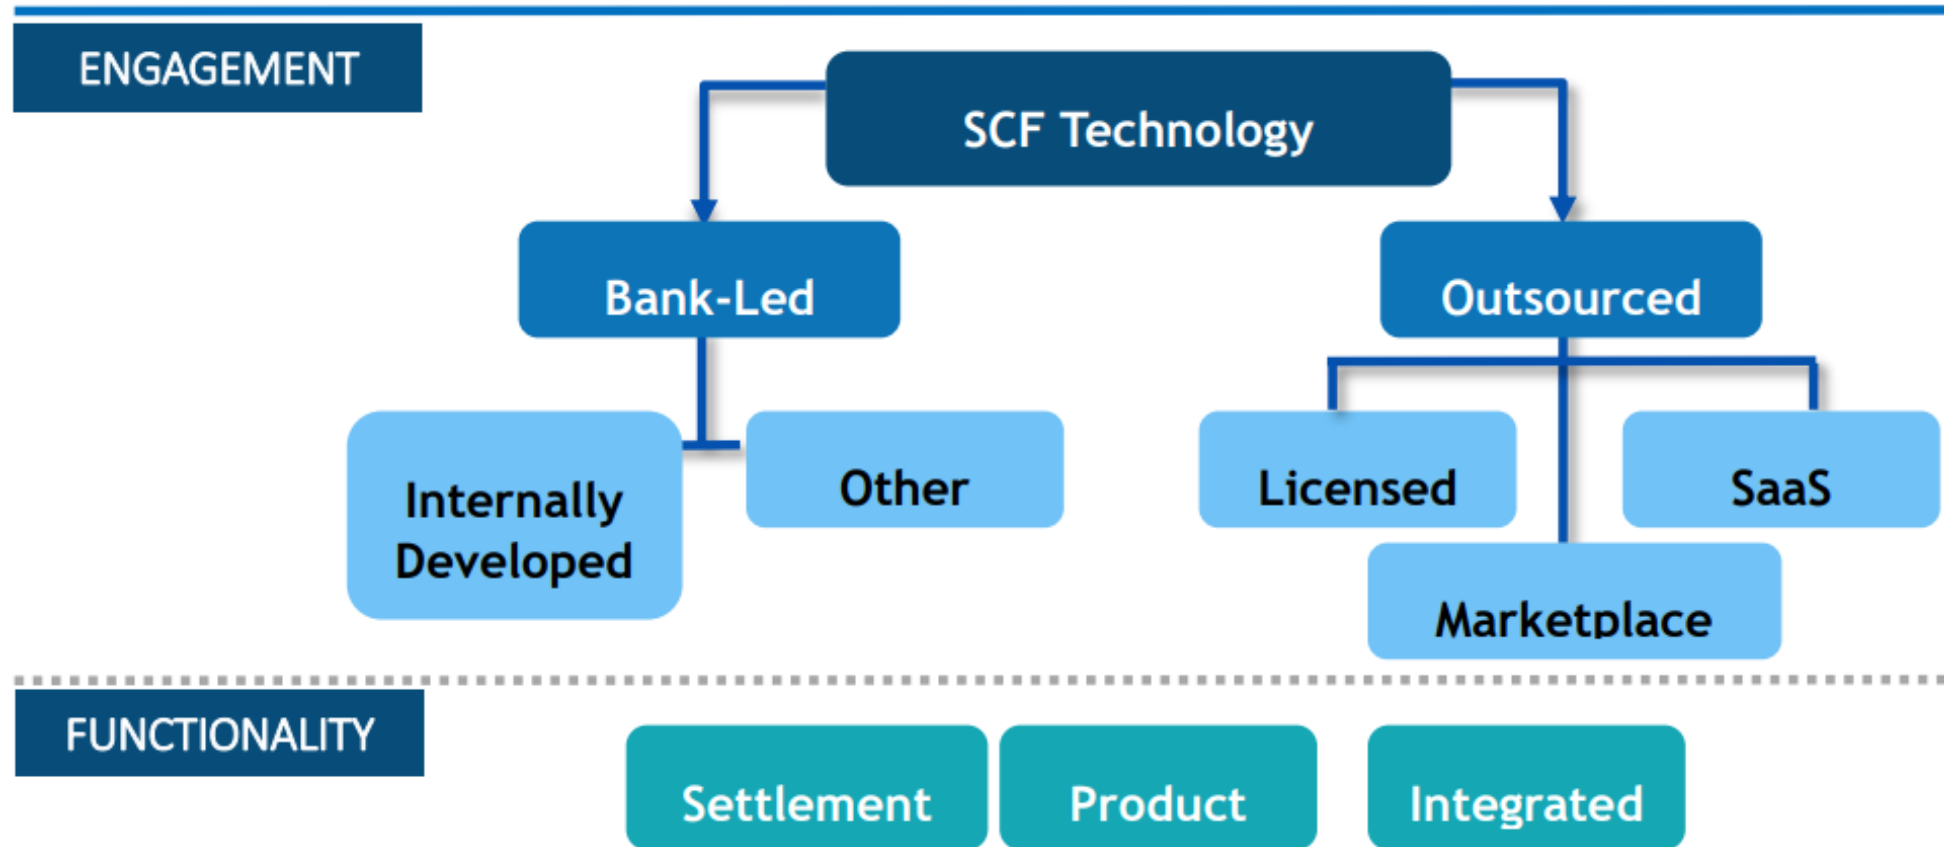 ENGAGEMENT
SCF Technology
Bank-Led
Outsourced
Internally
Developed
Other
Licensed
SaaS
Marketplace
FUNCTIONALITY
Settlement
Product
Integrated